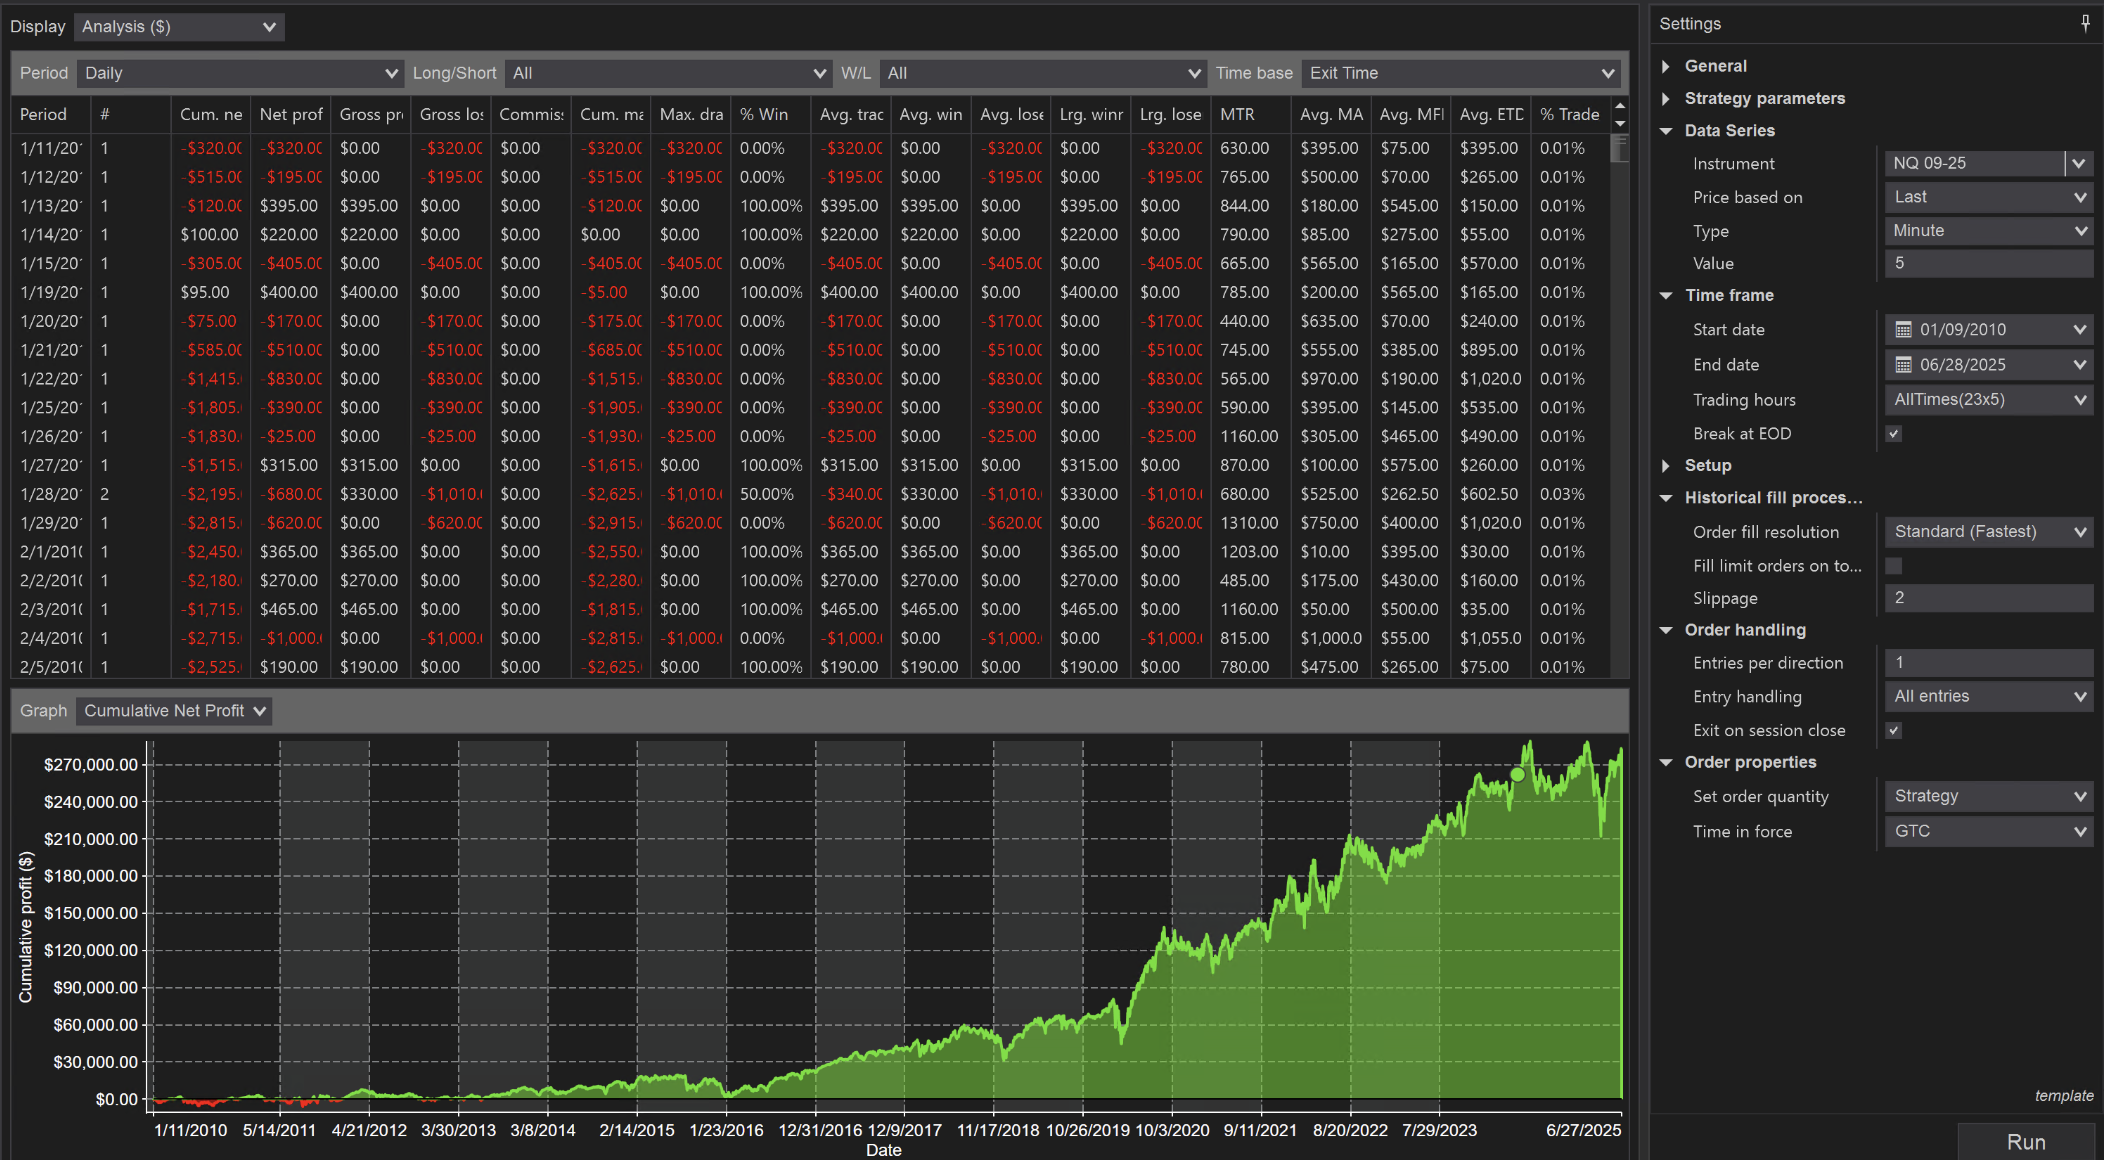 Display Analysis ($)
Period Daily Long/Short All W/L All Time base Exit Time
Period # Cum. ne Net prof Gross pr Gross los Commis Cum. ma Max. dra % Win Avg. trac Avg. win Avg. lose Lrg. winr Lrg. lose MTR Avg. MA Avg. MFI Avg. ETD % Trade
1/11/20 1 -$320.00 -$320.00 $0.00 -$320.00 $0.00 -$320.00 -$320.00 0.00% -$320.00 $0.00 -$320.00 $0.00 -$320.00 630.00 $395.00 $75.00 $395.00 0.01%
1/12/20 1 -$515.00 -$195.00 $0.00 -$195.00 $0.00 -$515.00 -$195.00 0.00% -$195.00 $0.00 -$195.00 $0.00 -$195.00 765.00 $500.00 $70.00 $265.00 0.01%
1/13/20 1 -$120.00 $395.00 $395.00 $0.00 $0.00 -$120.00 $0.00 100.00% $395.00 $395.00 $0.00 $395.00 $0.00 844.00 $180.00 $545.00 $150.00 0.01%
1/14/20 1 $100.00 $220.00 $220.00 $0.00 $0.00 $0.00 $0.00 100.00% $220.00 $220.00 $0.00 $220.00 $0.00 790.00 $85.00 $275.00 $55.00 0.01%
1/15/20 1 -$305.00 -$405.00 $0.00 -$405.00 $0.00 -$405.00 -$405.00 0.00% -$405.00 $0.00 -$405.00 $0.00 -$405.00 665.00 $565.00 $165.00 $570.00 0.01%
1/19/20 1 $95.00 $400.00 $400.00 $0.00 $0.00 -$5.00 $0.00 100.00% $400.00 $400.00 $0.00 $400.00 $0.00 785.00 $200.00 $565.00 $165.00 0.01%
1/20/20 1 -$75.00 -$170.00 $0.00 -$170.00 $0.00 -$175.00 -$170.00 0.00% -$170.00 $0.00 -$170.00 $0.00 -$170.00 440.00 $635.00 $70.00 $240.00 0.01%
1/21/20 1 -$585.00 -$510.00 $0.00 -$510.00 $0.00 -$685.00 -$510.00 0.00% -$510.00 $0.00 -$510.00 $0.00 -$510.00 745.00 $555.00 $385.00 $895.00 0.01%
1/22/20 1 -$1,415. -$830.00 $0.00 -$830.00 $0.00 -$1,515. -$830.00 0.00% -$830.00 $0.00 -$830.00 $0.00 -$830.00 565.00 $970.00 $190.00 $1,020.0 0.01%
1/25/20 1 -$1,805. -$390.00 $0.00 -$390.00 $0.00 -$1,905. -$390.00 0.00% -$390.00 $0.00 -$390.00 $0.00 -$390.00 590.00 $395.00 $145.00 $535.00 0.01%
1/26/20 1 -$1,830. -$25.00 $0.00 -$25.00 $0.00 -$1,930. -$25.00 0.00% -$25.00 $0.00 -$25.00 $0.00 -$25.00 1160.00 $305.00 $465.00 $490.00 0.01%
1/27/20 1 -$1,515. $315.00 $315.00 $0.00 $0.00 -$1,615. $0.00 100.00% $315.00 $315.00 $0.00 $315.00 $0.00 870.00 $100.00 $575.00 $260.00 0.01%
1/28/20 2 -$2,195. -$680.00 $330.00 -$1,010. $0.00 -$2,625. -$1,010. 50.00% -$340.00 $330.00 -$1,010. $330.00 -$1,010. 680.00 $525.00 $262.50 $602.50 0.03%
1/29/20 1 -$2,815. -$620.00 $0.00 -$620.00 $0.00 -$2,915. -$620.00 0.00% -$620.00 $0.00 -$620.00 $0.00 -$620.00 1310.00 $750.00 $400.00 $1,020.0 0.01%
2/1/2010 1 -$2,450. $365.00 $365.00 $0.00 $0.00 -$2,550. $0.00 100.00% $365.00 $365.00 $0.00 $365.00 $0.00 1203.00 $10.00 $395.00 $30.00 0.01%
2/2/2010 1 -$2,180. $270.00 $270.00 $0.00 $0.00 -$2,280. $0.00 100.00% $270.00 $270.00 $0.00 $270.00 $0.00 485.00 $175.00 $430.00 $160.00 0.01%
2/3/2010 1 -$1,715. $465.00 $465.00 $0.00 $0.00 -$1,815. $0.00 100.00% $465.00 $465.00 $0.00 $465.00 $0.00 1160.00 $50.00 $500.00 $35.00 0.01%
2/4/2010 1 -$2,715. -$1,000. $0.00 -$1,000. $0.00 -$2,815. -$1,000. 0.00% -$1,000. $0.00 -$1,000. $0.00 -$1,000. 815.00 $1,000.0 $55.00 $1,055.0 0.01%
2/5/2010 1 -$2,525. $190.00 $190.00 $0.00 $0.00 -$2,625. $0.00 100.00% $190.00 $190.00 $0.00 $190.00 $0.00 780.00 $475.00 $265.00 $75.00 0.01%
Graph Cumulative Net Profit
Cumulative profit ($)
$270,000.00
$240,000.00
$210,000.00
$180,000.00
$150,000.00
$120,000.00
$90,000.00
$60,000.00
$30,000.00
$0.00
1/11/2010 5/14/2011 4/21/2012 3/30/2013 3/8/2014 2/14/2015 1/23/2016 12/31/2016 12/9/2017 11/17/2018 10/26/2019 10/3/2020 9/11/2021 8/20/2022 7/29/2023 6/27/2025
Date
Settings
General
Strategy parameters
Data Series
Instrument NQ 09-25
Price based on Last
Type Minute
Value 5
Time frame
Start date 01/09/2010
End date 06/28/2025
Trading hours AllTimes(23x5)
Break at EOD
Setup
Historical fill proces...
Order fill resolution Standard (Fastest)
Fill limit orders on to...
Slippage 2
Order handling
Entries per direction 1
Entry handling All entries
Exit on session close
Order properties
Set order quantity Strategy
Time in force GTC
template
Run